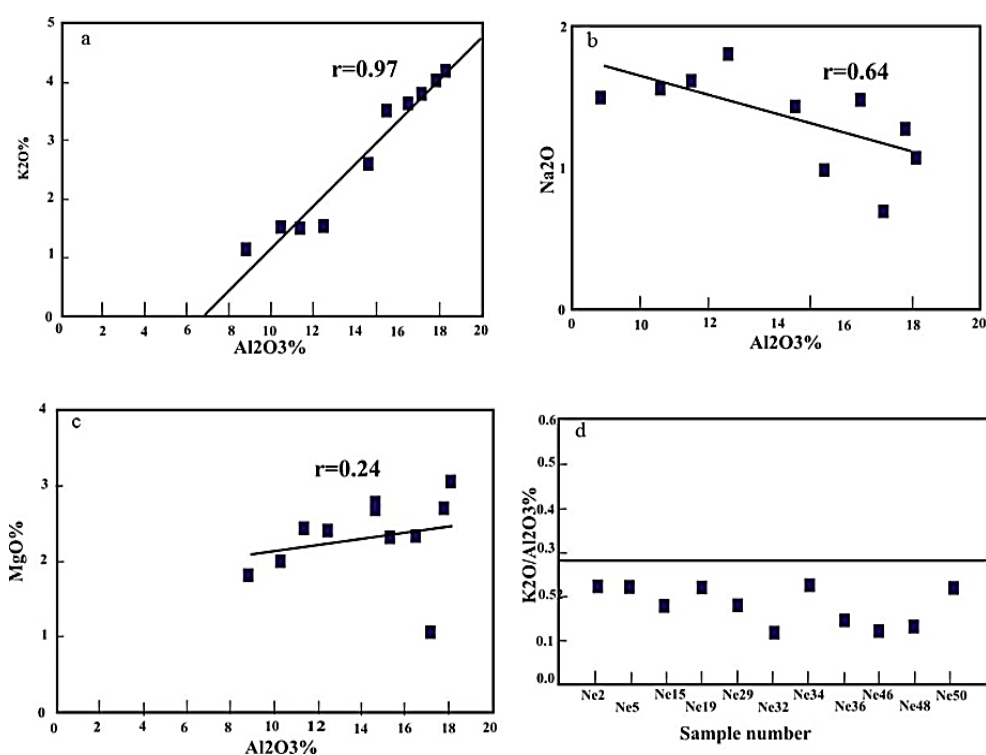 a
r=0.97
K2O%
5
4
3
2
1
0
0 2 4 6 8 10 12 14 16 18 20
Al2O3%
b
r=0.64
Na2O
2
1
0
0 10 12 14 16 18 20
Al2O3%
c
r=0.24
MgO%
4
3
2
1
0
0 2 4 6 8 10 12 14 16 18 20
Al2O3%
d
K2O/Al2O3%
0.6
0.5
0.4
0.3
0.52
0.1
0.0
Ne2 Ne15 Ne29 Ne34 Ne46 Ne50
Ne5 Ne19 Ne32 Ne36 Ne48
Sample number